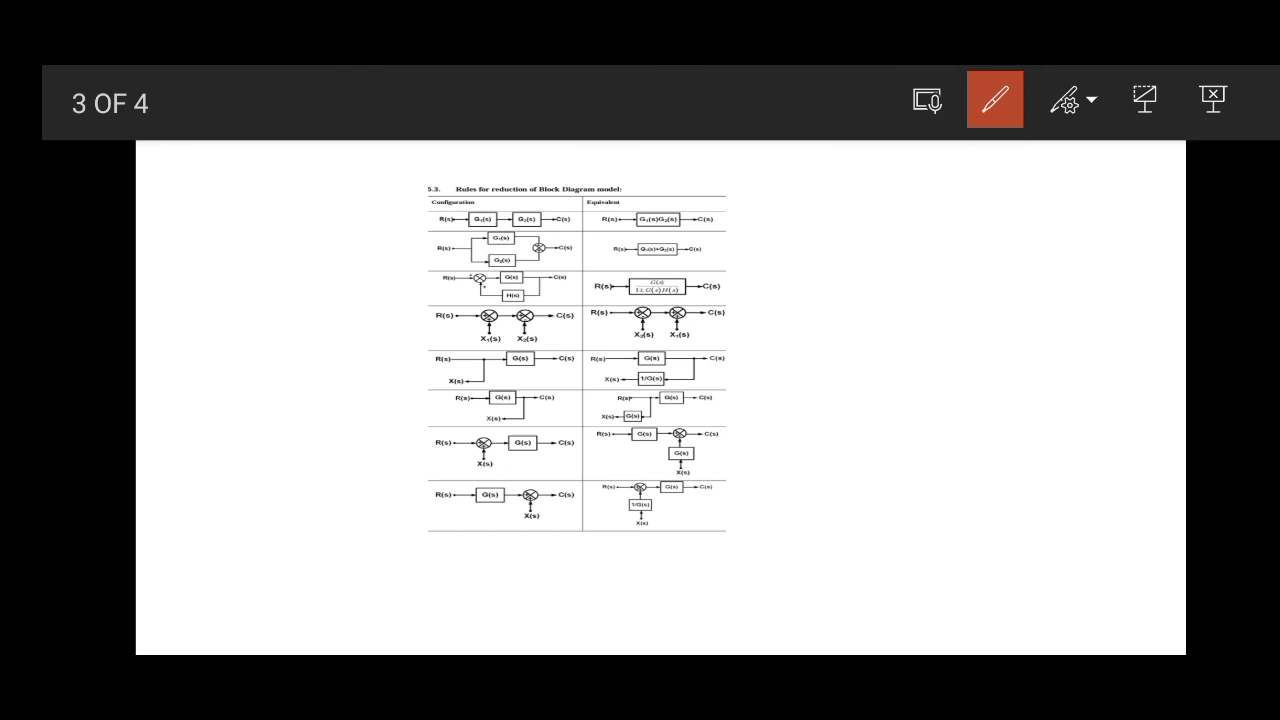 3 OF 4
5.3. Rules for reduction of Block Diagram model:
Configuration Equivalent
R(s) G₁(s) G₂(s) C(s) R(s) G₁(s)G₂(s) C(s)
G₁(s)
R(s) C(s) R(s) G₁(s)+G₂(s) C(s)
G₂(s)
R(s) + G(s) C(s)
H(s)
R(s) G(s) C(s)
1± G(s)H(s)
R(s) C(s) R(s) C(s)
X₁(s) X₂(s) X₂(s) X₁(s)
R(s) G(s) C(s) R(s) G(s) C(s)
X(s) X(s) 1/G(s)
R(s) G(s) C(s) R(s) G(s) C(s)
X(s) X(s) G(s)
R(s) G(s) C(s) R(s) G(s) C(s)
X(s) G(s)
X(s)
R(s) G(s) C(s) R(s) G(s) C(s)
X(s) 1/G(s)
X(s)